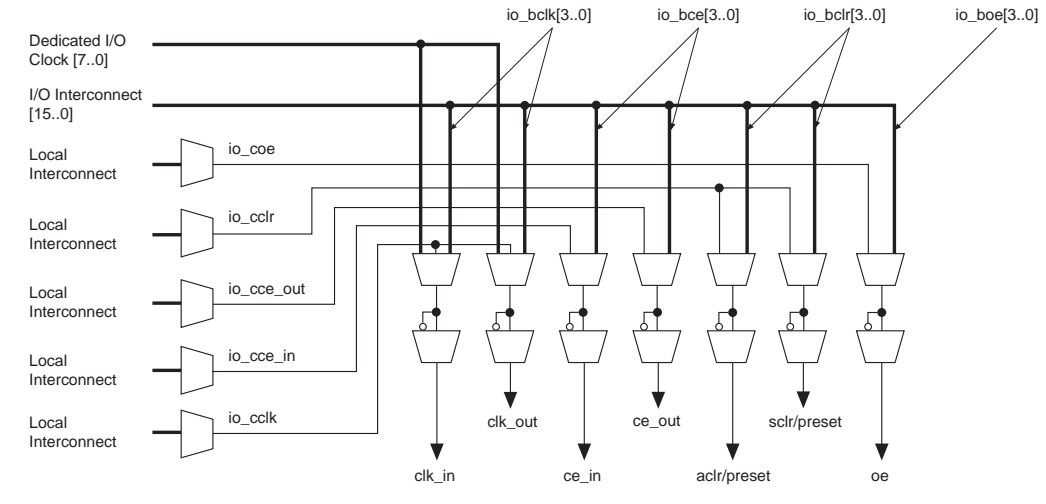 io_bclk[3..0]
io_bce[3..0]
io_bclr[3..0]
io_boe[3..0]
Dedicated I/O
Clock [7..0]
I/O Interconnect
[15..0]
Local
Interconnect
io_coe
Local
Interconnect
io_cclr
Local
Interconnect
io_cce_out
Local
Interconnect
io_cce_in
Local
Interconnect
io_cclk
clk_out
ce_out
sclr/preset
clk_in
ce_in
aclr/preset
oe